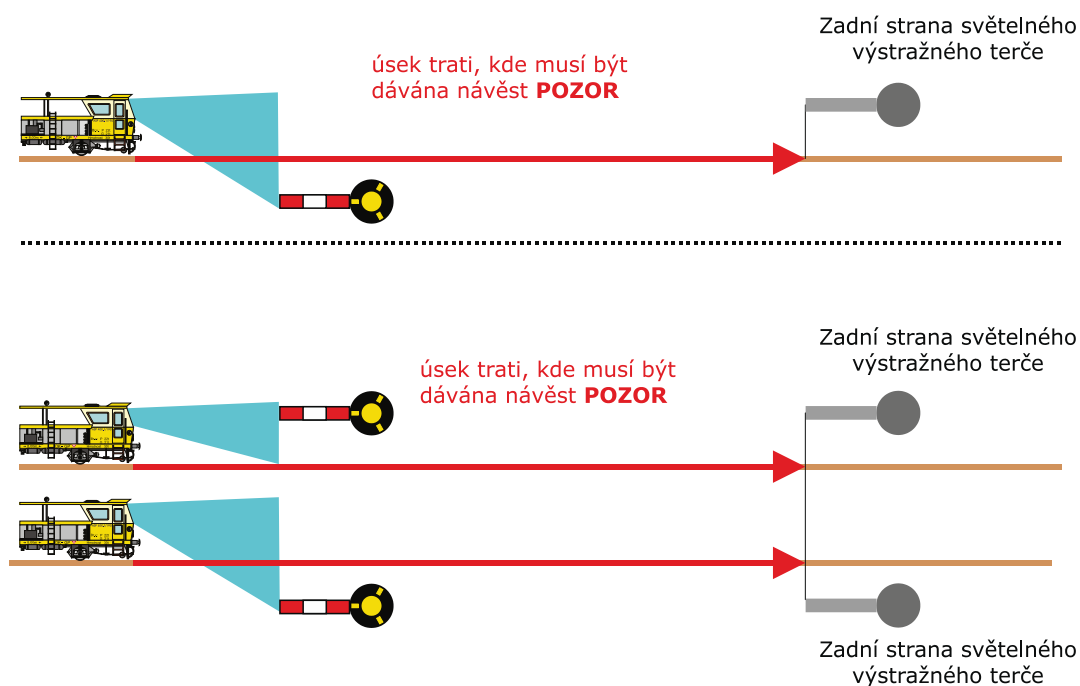 Zadní strana světelného
výstražného terče
úsek trati, kde musí být
dávána návěst POZOR
Zadní strana světelného
výstražného terče
úsek trati, kde musí být
dávána návěst POZOR
Zadní strana světelného
výstražného terče